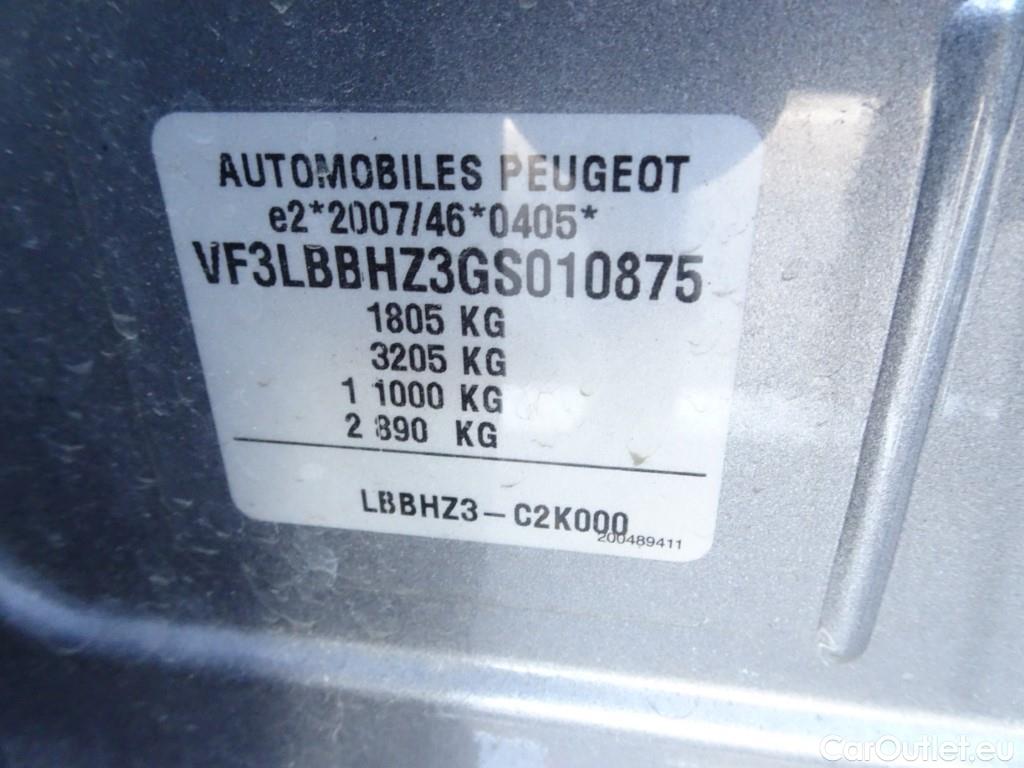 AUTOMOBILES PEUGEOT
e2*2007/46*0405*
VF3LBBHZ3GS010875
1805 KG
3205 KG
1 1000 KG
2 890 KG
LBBHZ3-C2K000
200489411
CarOutlet.eu